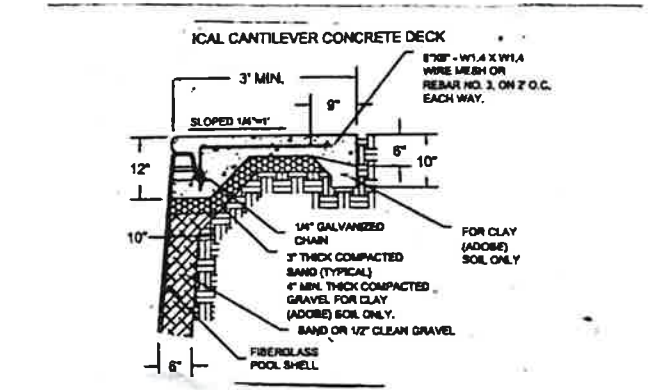 ICAL CANTILEVER CONCRETE DECK
6"X6" - W1.4 X W1.4
WIRE MESH OR
REBAR NO. 3, ON 2' O.C.
EACH WAY.
3' MIN.
9"
SLOPED 1/4"=1'
12"
6"
10"
1/4" GALVANIZED
CHAIN
FOR CLAY
(ADOBE)
SOIL ONLY
10"
3" THICK COMPACTED
SAND (TYPICAL)
4" MIN. THICK COMPACTED
GRAVEL FOR CLAY
(ADOBE) SOIL ONLY.
SAND OR 1/2" CLEAN GRAVEL
FIBERGLASS
POOL SHELL
6"